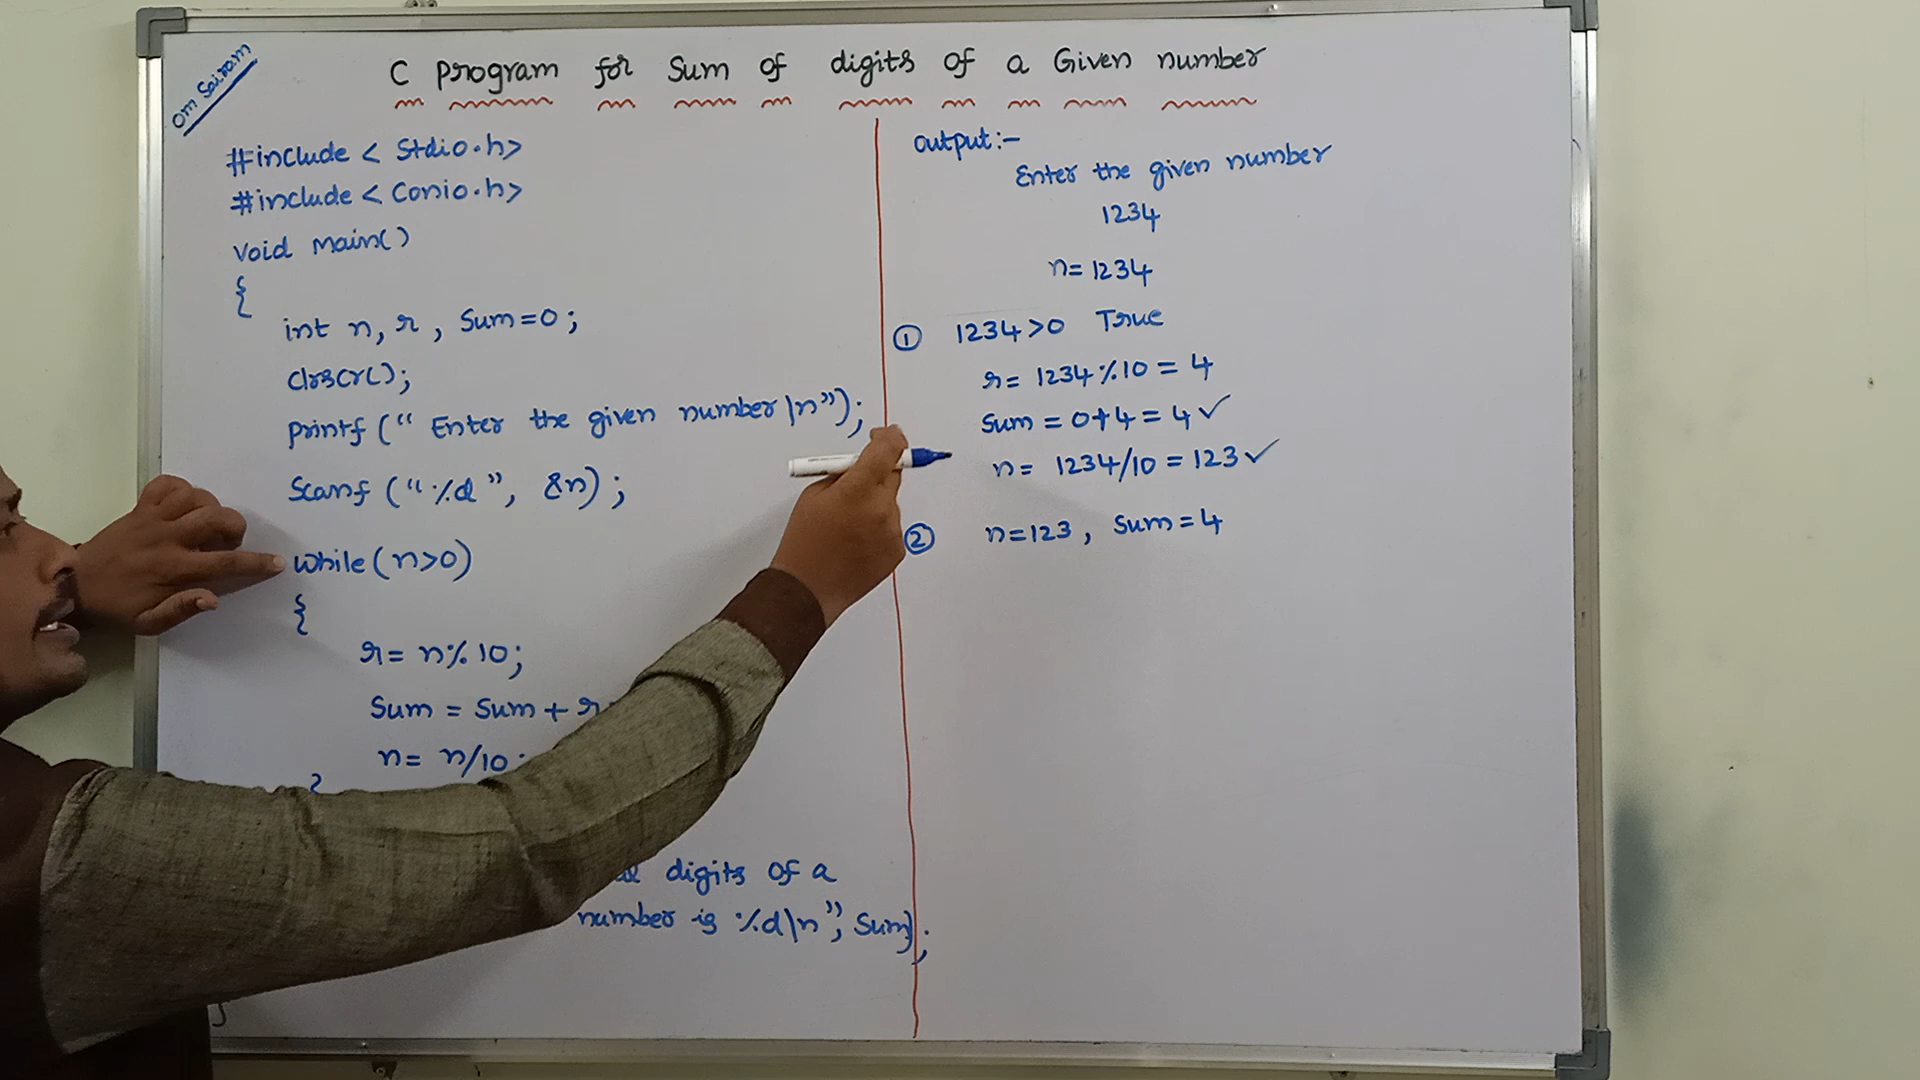 Om Sairam
C program for Sum of digits of a Given number
#include < Stdio.h>
#include < Conio.h>
Void main()
{
int n, r, Sum=0;
Clrscr();
Printf (“ Enter the given number \n”);
Scanf (“%d”, &n);
while (n>0)
{
r= n%10;
Sum = Sum + r
n= n/10;
}
digits of a
number is %d\n”, Sum);
}
output:-
Enter the given number
1234
n= 1234
① 1234>0 True
r= 1234%10 = 4
Sum = 0+4 = 4 ✓
n= 1234/10 = 123 ✓
② n=123, Sum=4